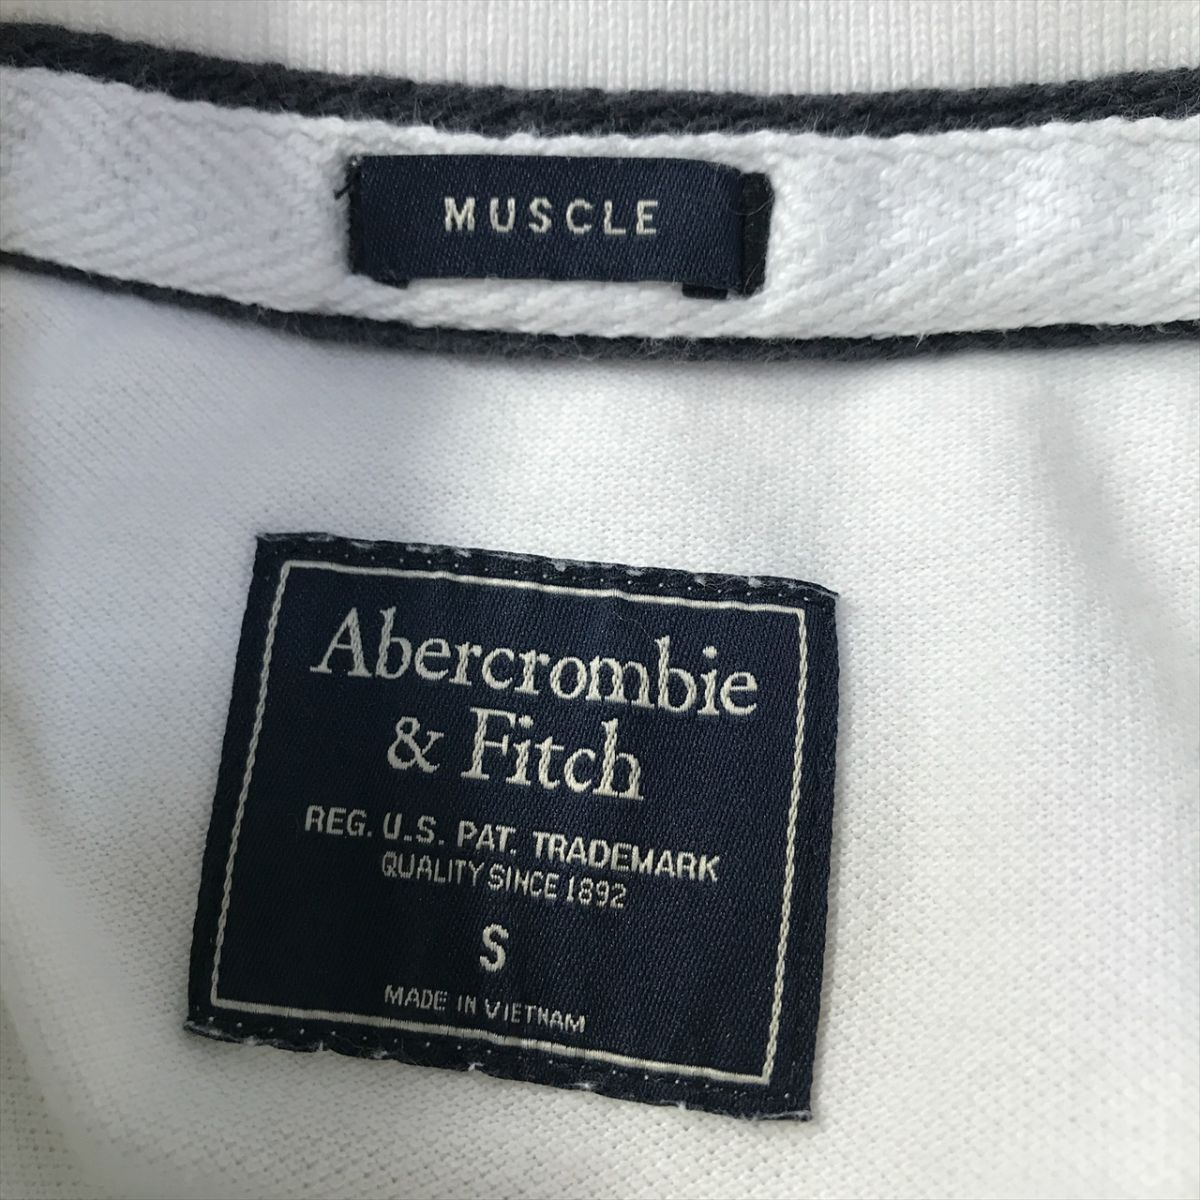 MUSCLE
Abercrombie
& Fitch
REG. U.S. PAT. TRADEMARK
QUALITY SINCE 1892
S
MADE IN VIETNAM